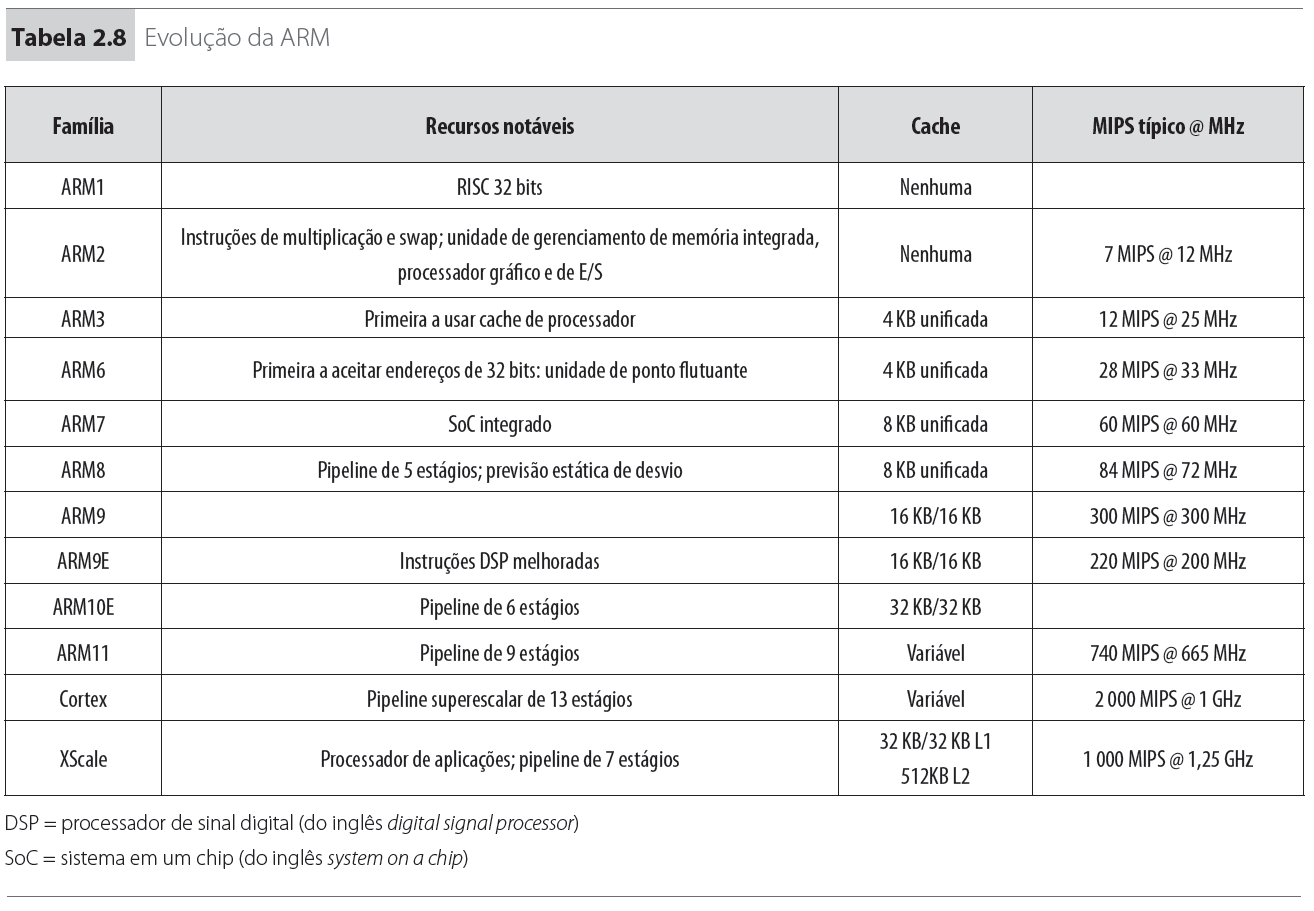 Tabela 2.8 Evolução da ARM
Família Recursos notáveis Cache MIPS típico @ MHz
ARM1 RISC 32 bits Nenhuma
ARM2 Instruções de multiplicação e swap; unidade de gerenciamento de memória integrada, processador gráfico e de E/S Nenhuma 7 MIPS @ 12 MHz
ARM3 Primeira a usar cache de processador 4 KB unificada 12 MIPS @ 25 MHz
ARM6 Primeira a aceitar endereços de 32 bits: unidade de ponto flutuante 4 KB unificada 28 MIPS @ 33 MHz
ARM7 SoC integrado 8 KB unificada 60 MIPS @ 60 MHz
ARM8 Pipeline de 5 estágios; previsão estática de desvio 8 KB unificada 84 MIPS @ 72 MHz
ARM9 16 KB/16 KB 300 MIPS @ 300 MHz
ARM9E Instruções DSP melhoradas 16 KB/16 KB 220 MIPS @ 200 MHz
ARM10E Pipeline de 6 estágios 32 KB/32 KB
ARM11 Pipeline de 9 estágios Variável 740 MIPS @ 665 MHz
Cortex Pipeline superescalar de 13 estágios Variável 2 000 MIPS @ 1 GHz
XScale Processador de aplicações; pipeline de 7 estágios 32 KB/32 KB L1 512KB L2 1 000 MIPS @ 1,25 GHz
DSP = processador de sinal digital (do inglês digital signal processor)
SoC = sistema em um chip (do inglês system on a chip)